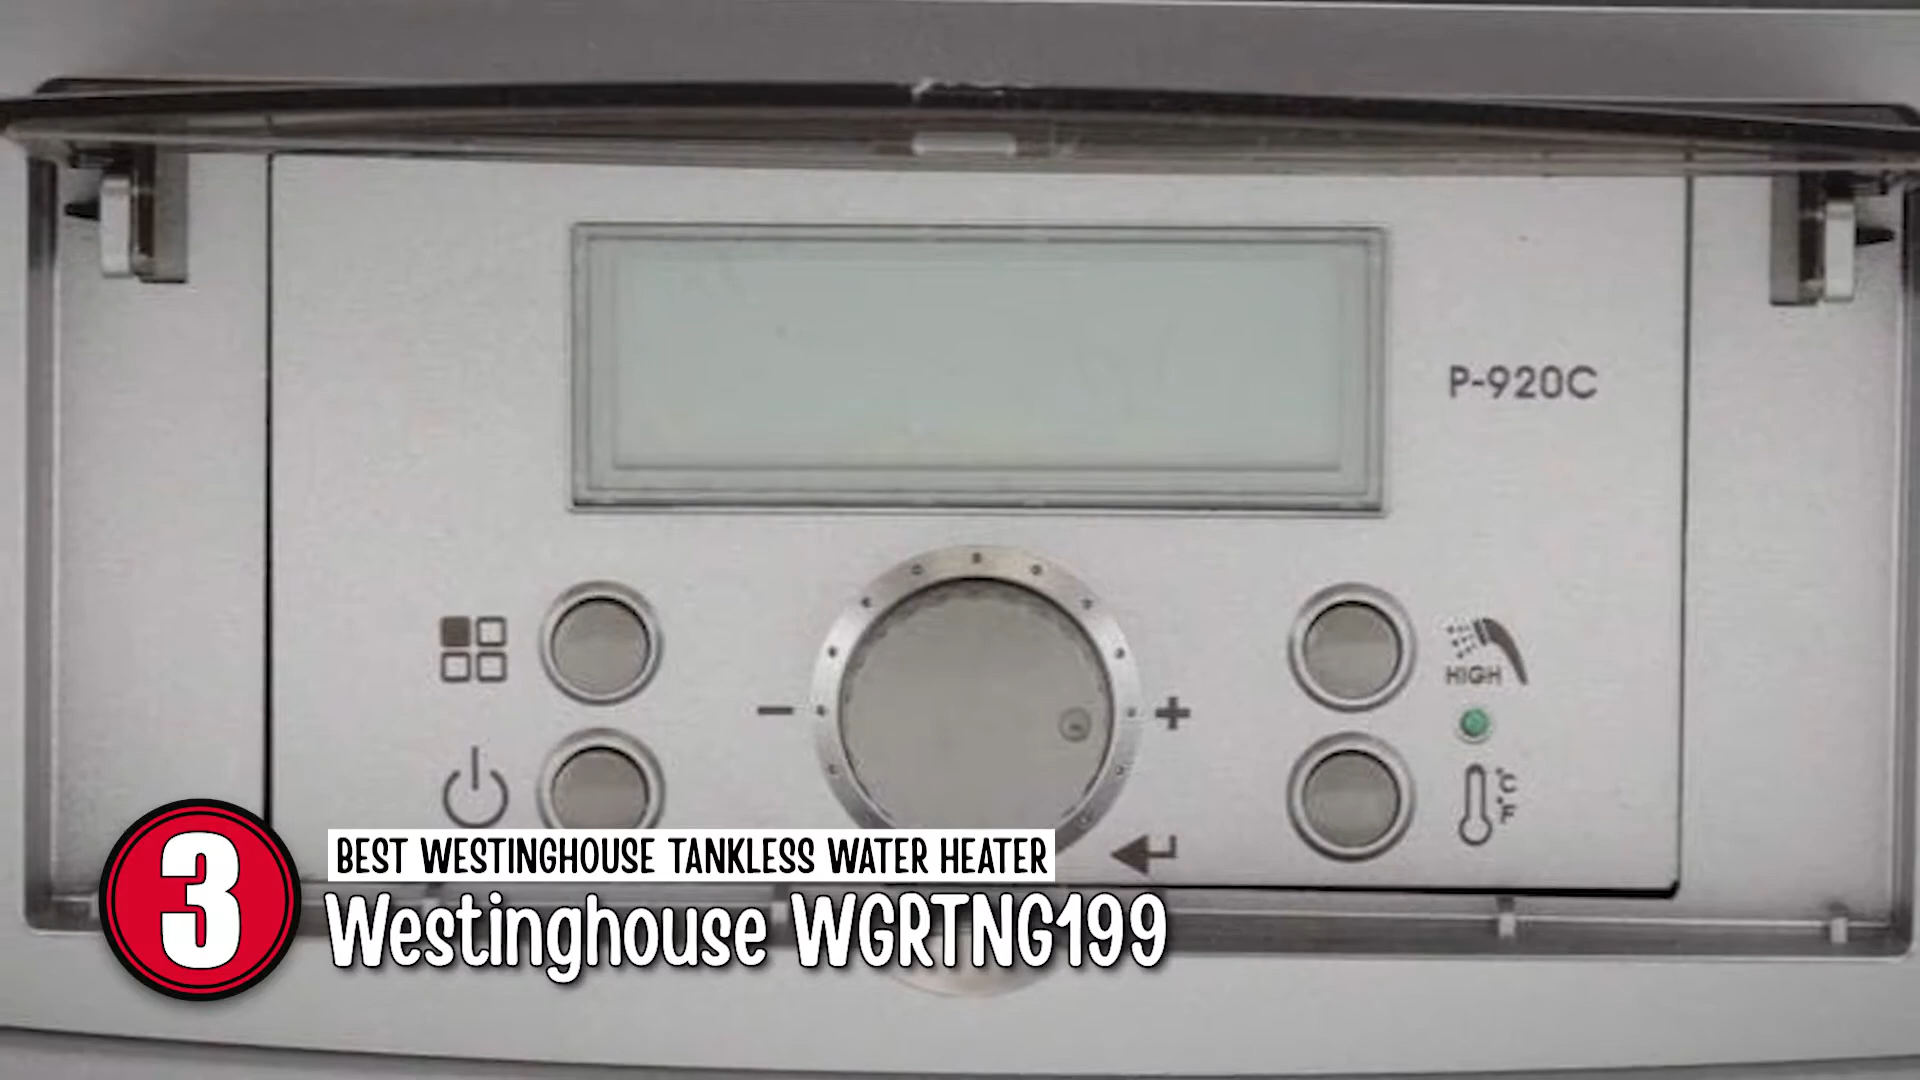 P-920C
HIGH
°C
°F
3
BEST WESTINGHOUSE TANKLESS WATER HEATER
Westinghouse WGRTNG199